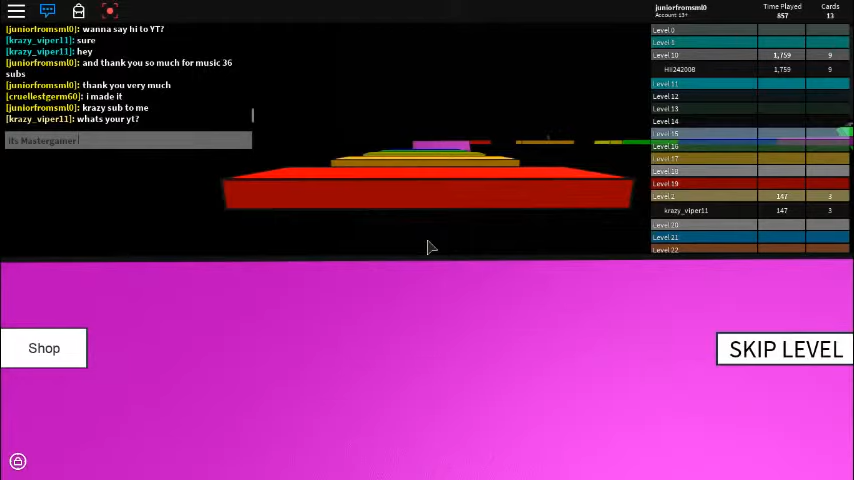 juniorfromsml0
Account: 13+
Time Played
857
Cards
13
[juniorfromsml0]: wanna say hi to YT?
[krazy_viper11]: sure
[krazy_viper11]: hey
[juniorfromsml0]: and thank you so much for music 36
subs
[juniorfromsml0]: thank you very much
[cruellestgerm60]: i made it
[juniorfromsml0]: krazy sub to me
[krazy_viper11]: whats your yt?
Its Mastergamer
Level 0
Level 1
Level 10 1,759 9
HII242008 1,759 9
Level 11
Level 12
Level 13
Level 14
Level 15
Level 16
Level 17
Level 18
Level 19
Level 2 147 3
krazy_viper11 147 3
Level 20
Level 21
Level 22
Shop
SKIP LEVEL